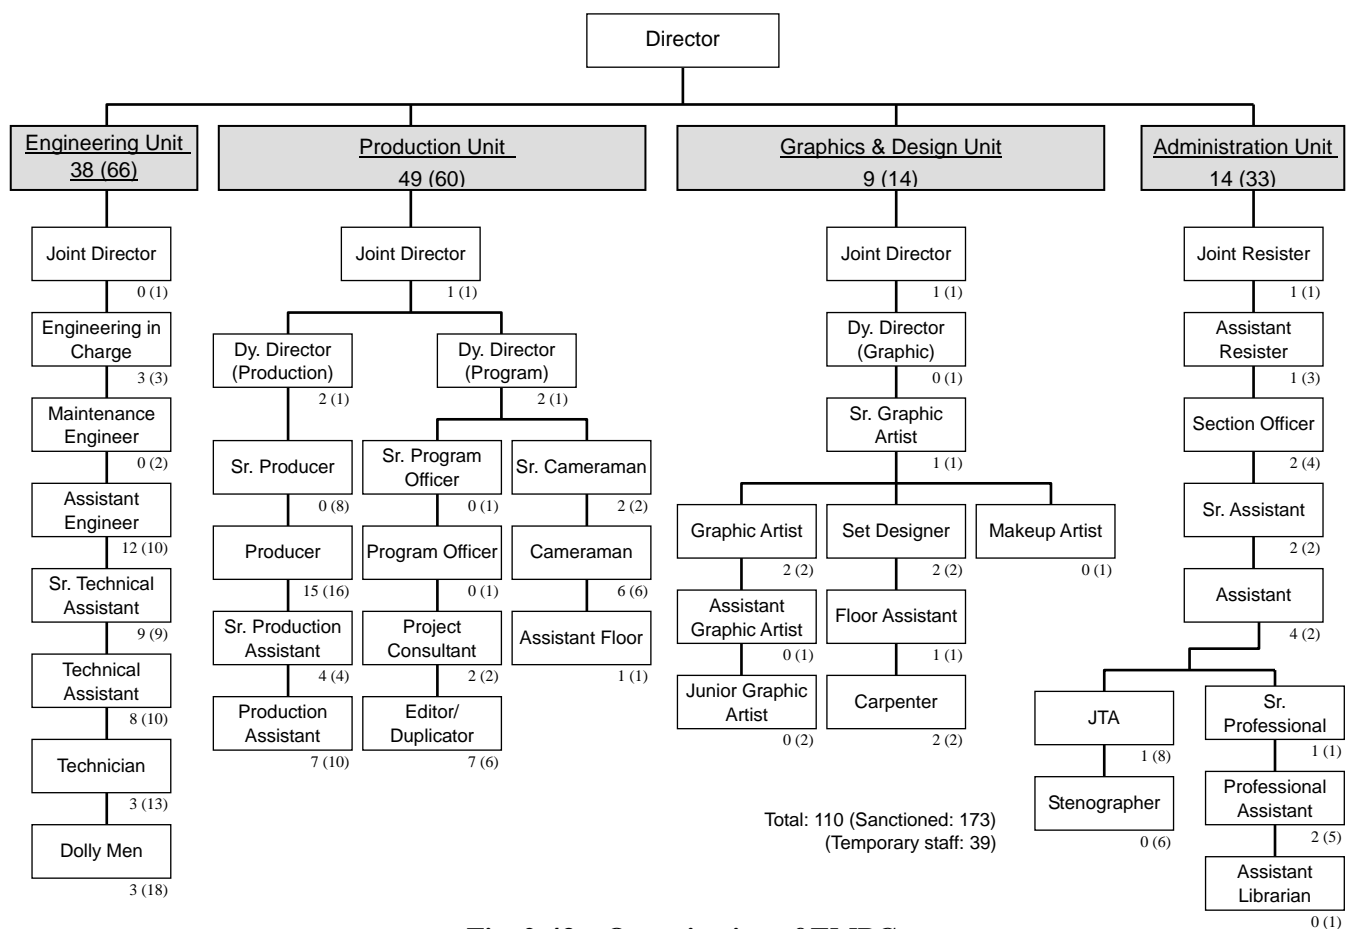 Director
Engineering Unit
38 (66)
Production Unit
49 (60)
Graphics & Design Unit
9 (14)
Administration Unit
14 (33)
Joint Director
0 (1)
Engineering in
Charge
3 (3)
Maintenance
Engineer
0 (2)
Assistant
Engineer
12 (10)
Sr. Technical
Assistant
9 (9)
Technical
Assistant
8 (10)
Technician
3 (13)
Dolly Men
3 (18)
Joint Director
1 (1)
Dy. Director
(Production)
2 (1)
Sr. Producer
0 (8)
Producer
15 (16)
Sr. Production
Assistant
4 (4)
Production
Assistant
7 (10)
Dy. Director
(Program)
2 (1)
Sr. Program
Officer
0 (1)
Program Officer
0 (1)
Project
Consultant
2 (2)
Editor/
Duplicator
7 (6)
Sr. Cameraman
2 (2)
Cameraman
6 (6)
Assistant Floor
1 (1)
Joint Director
1 (1)
Dy. Director
(Graphic)
0 (1)
Sr. Graphic
Artist
1 (1)
Graphic Artist
2 (2)
Assistant
Graphic Artist
0 (1)
Junior Graphic
Artist
0 (2)
Set Designer
2 (2)
Floor Assistant
1 (1)
Carpenter
2 (2)
Makeup Artist
0 (1)
Joint Resister
1 (1)
Assistant
Resister
1 (3)
Section Officer
2 (4)
Sr. Assistant
2 (2)
Assistant
4 (2)
JTA
1 (8)
Stenographer
0 (6)
Sr.
Professional
1 (1)
Professional
Assistant
2 (5)
Assistant
Librarian
0 (1)
Total: 110 (Sanctioned: 173)
(Temporary staff: 39)